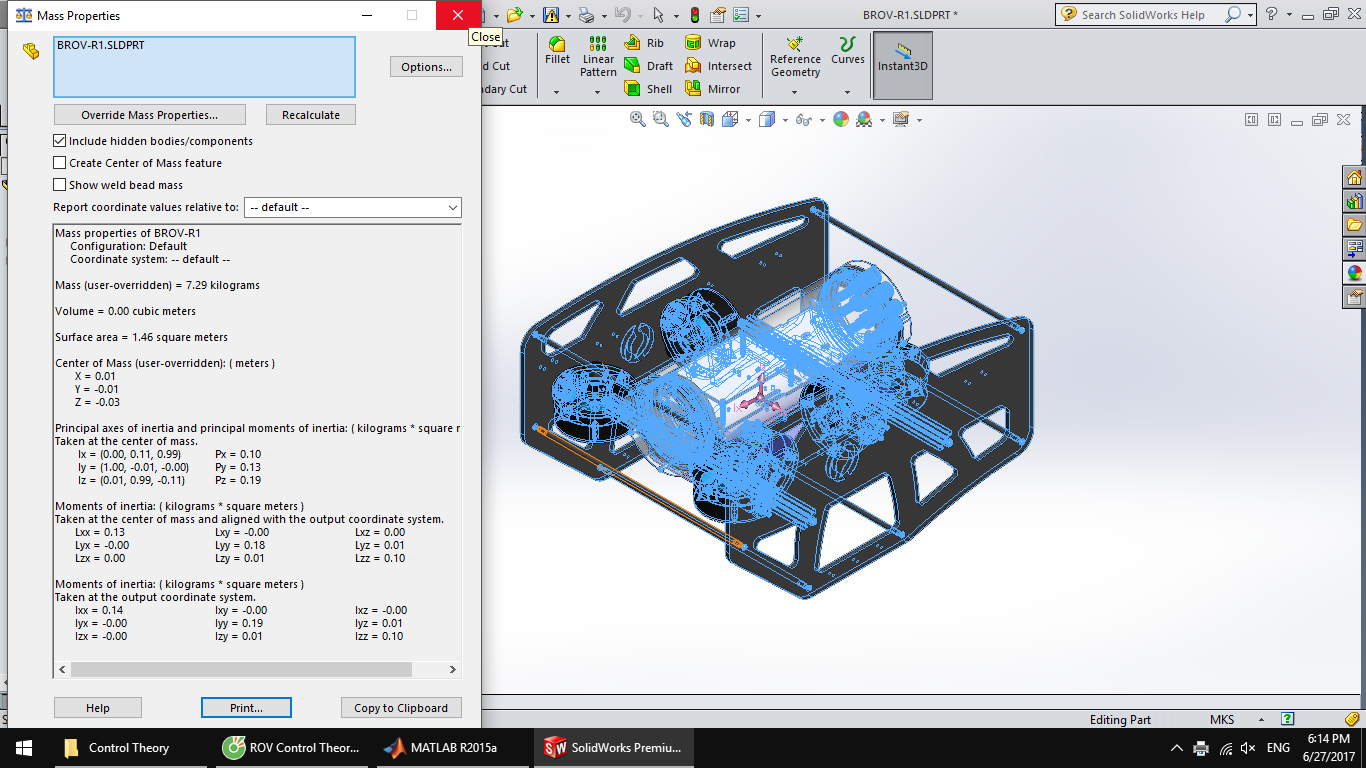 Mass Properties
BROV-R1.SLDPRT *
Search SolidWorks Help
Close
BROV-R1.SLDPRT
Options...
Override Mass Properties...
Recalculate
Include hidden bodies/components
Create Center of Mass feature
Show weld bead mass
Report coordinate values relative to:
-- default --
Mass properties of BROV-R1
Configuration: Default
Coordinate system: -- default --
Mass (user-overridden) = 7.29 kilograms
Volume = 0.00 cubic meters
Surface area = 1.46 square meters
Center of Mass (user-overridden): ( meters )
X = 0.01
Y = -0.01
Z = -0.03
Principal axes of inertia and principal moments of inertia: ( kilograms * square r
Taken at the center of mass.
Ix = (0.00, 0.11, 0.99) Px = 0.10
Iy = (1.00, -0.01, -0.00) Py = 0.13
Iz = (0.01, 0.99, -0.11) Pz = 0.19
Moments of inertia: ( kilograms * square meters )
Taken at the center of mass and aligned with the output coordinate system.
Lxx = 0.13 Lxy = -0.00 Lxz = 0.00
Lyx = -0.00 Lyy = 0.18 Lyz = 0.01
Lzx = 0.00 Lzy = 0.01 Lzz = 0.10
Moments of inertia: ( kilograms * square meters )
Taken at the output coordinate system.
Ixx = 0.14 Ixy = -0.00 Ixz = -0.00
Iyx = -0.00 Iyy = 0.19 Iyz = 0.01
Izx = -0.00 Izy = 0.01 Izz = 0.10
Help
Print...
Copy to Clipboard
Cut
d Cut
ndary Cut
Fillet
Linear
Pattern
Rib
Draft
Shell
Wrap
Intersect
Mirror
Reference
Geometry
Curves
Instant3D
Editing Part
MKS
Control Theory
ROV Control Theor...
MATLAB R2015a
SolidWorks Premiu...
ENG
6:14 PM
6/27/2017